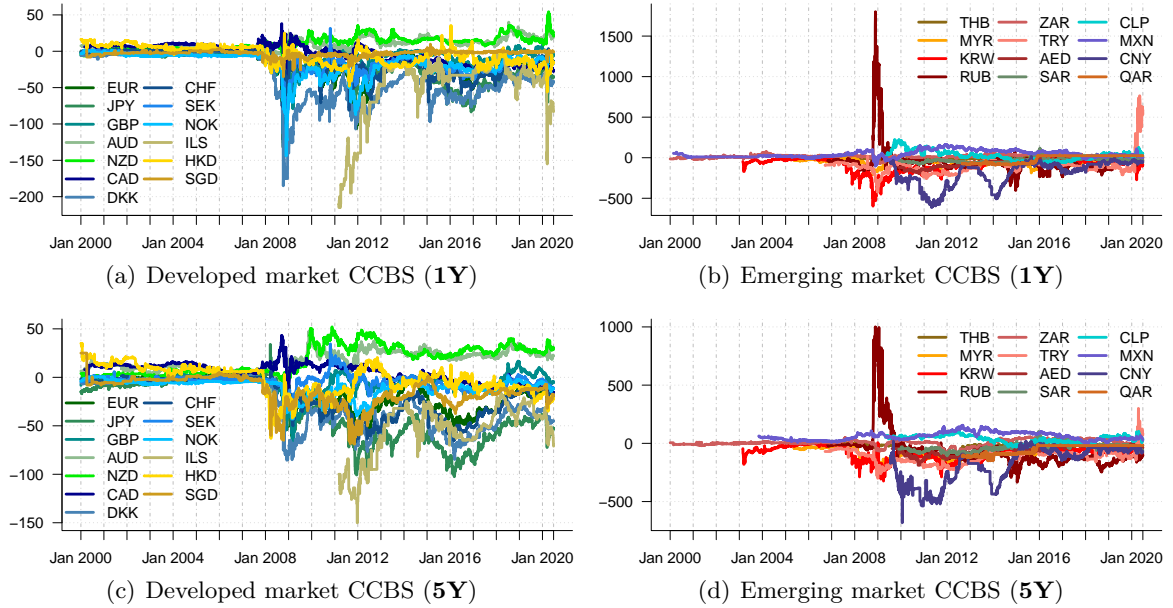 50
0
−50
−100
−150
−200
EUR CHF
JPY SEK
GBP NOK
AUD ILS
NZD HKD
CAD SGD
DKK
Jan 2000 Jan 2004 Jan 2008 Jan 2012 Jan 2016 Jan 2020
(a) Developed market CCBS (1Y)
1500
1000
500
0
−500
THB ZAR CLP
MYR TRY MXN
KRW AED CNY
RUB SAR QAR
Jan 2000 Jan 2004 Jan 2008 Jan 2012 Jan 2016 Jan 2020
(b) Emerging market CCBS (1Y)
50
0
−50
−100
−150
EUR CHF
JPY SEK
GBP NOK
AUD ILS
NZD HKD
CAD SGD
DKK
Jan 2000 Jan 2004 Jan 2008 Jan 2012 Jan 2016 Jan 2020
(c) Developed market CCBS (5Y)
1000
500
0
−500
THB ZAR CLP
MYR TRY MXN
KRW AED CNY
RUB SAR QAR
Jan 2000 Jan 2004 Jan 2008 Jan 2012 Jan 2016 Jan 2020
(d) Emerging market CCBS (5Y)